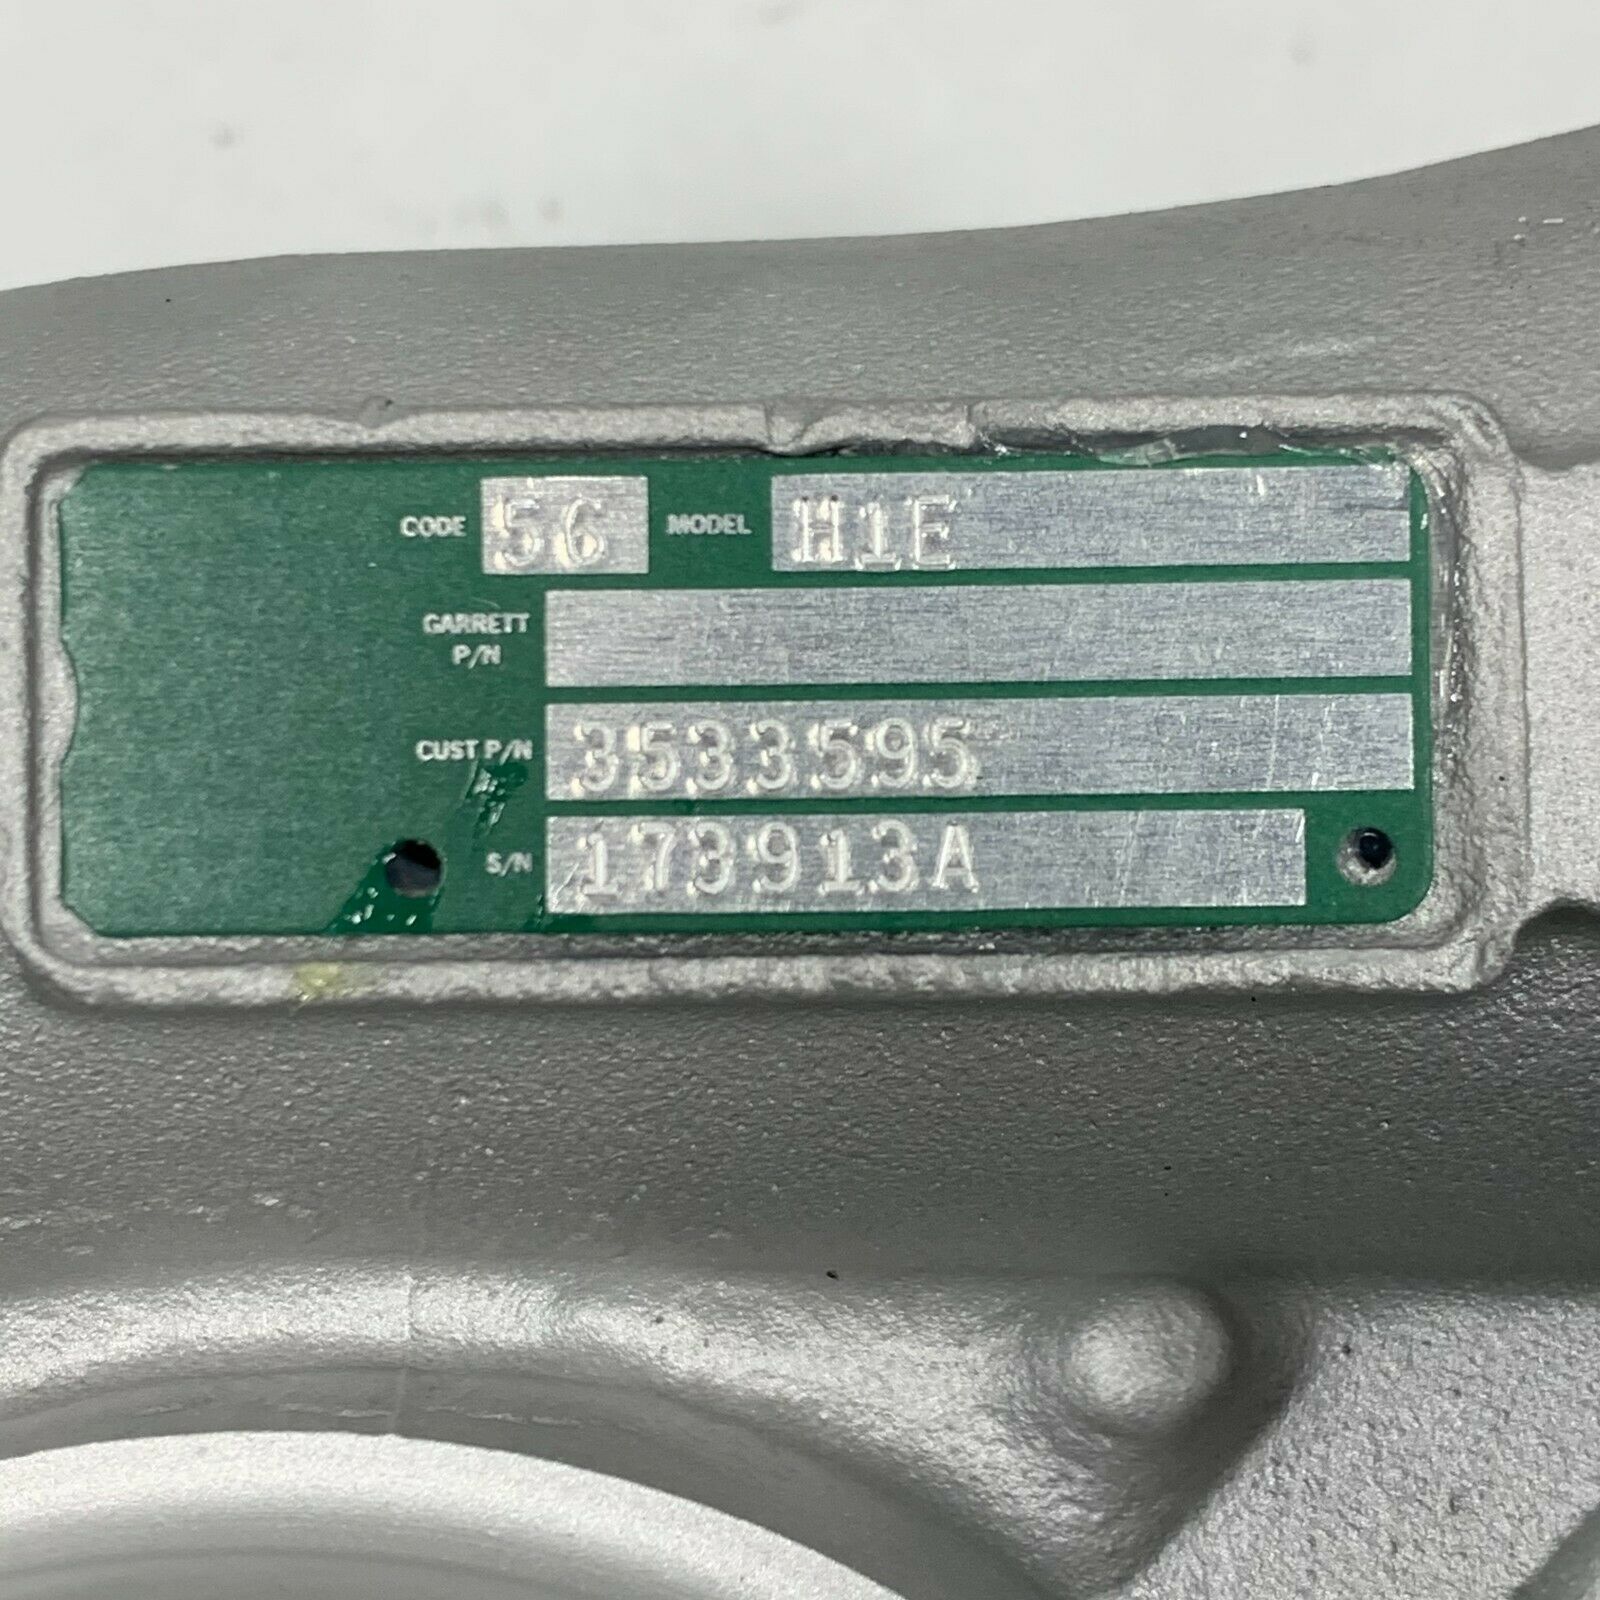 CODE 56 MODEL H1E
GARRETT
P/N
CUST P/N 3533595
S/N 173913A